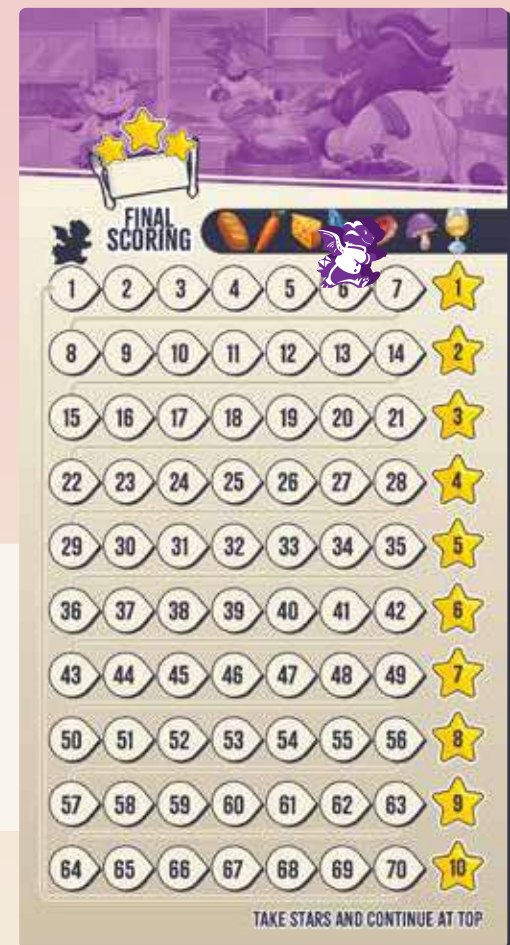 FINAL
SCORING
1 2 3 4 5 6 7 1
8 9 10 11 12 13 14 2
15 16 17 18 19 20 21 3
22 23 24 25 26 27 28 4
29 30 31 32 33 34 35 5
36 37 38 39 40 41 42 6
43 44 45 46 47 48 49 7
50 51 52 53 54 55 56 8
57 58 59 60 61 62 63 9
64 65 66 67 68 69 70 10
TAKE STARS AND CONTINUE AT TOP